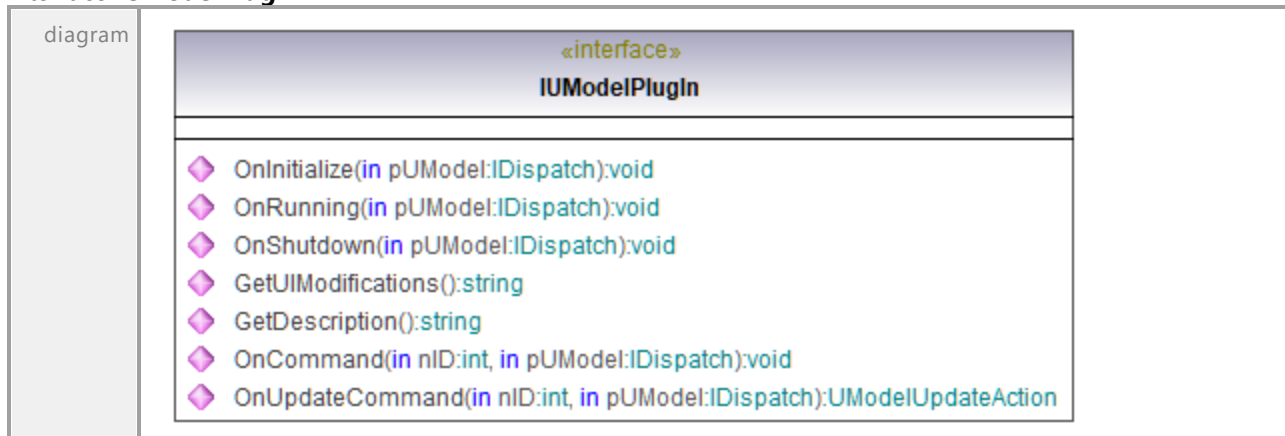 diagram
«interface»
IUModelPlugIn
OnInitialize(in pUModel:IDispatch):void
OnRunning(in pUModel:IDispatch):void
OnShutdown(in pUModel:IDispatch):void
GetUIModifications():string
GetDescription():string
OnCommand(in nID:int, in pUModel:IDispatch):void
OnUpdateCommand(in nID:int, in pUModel:IDispatch):UModelUpdateAction